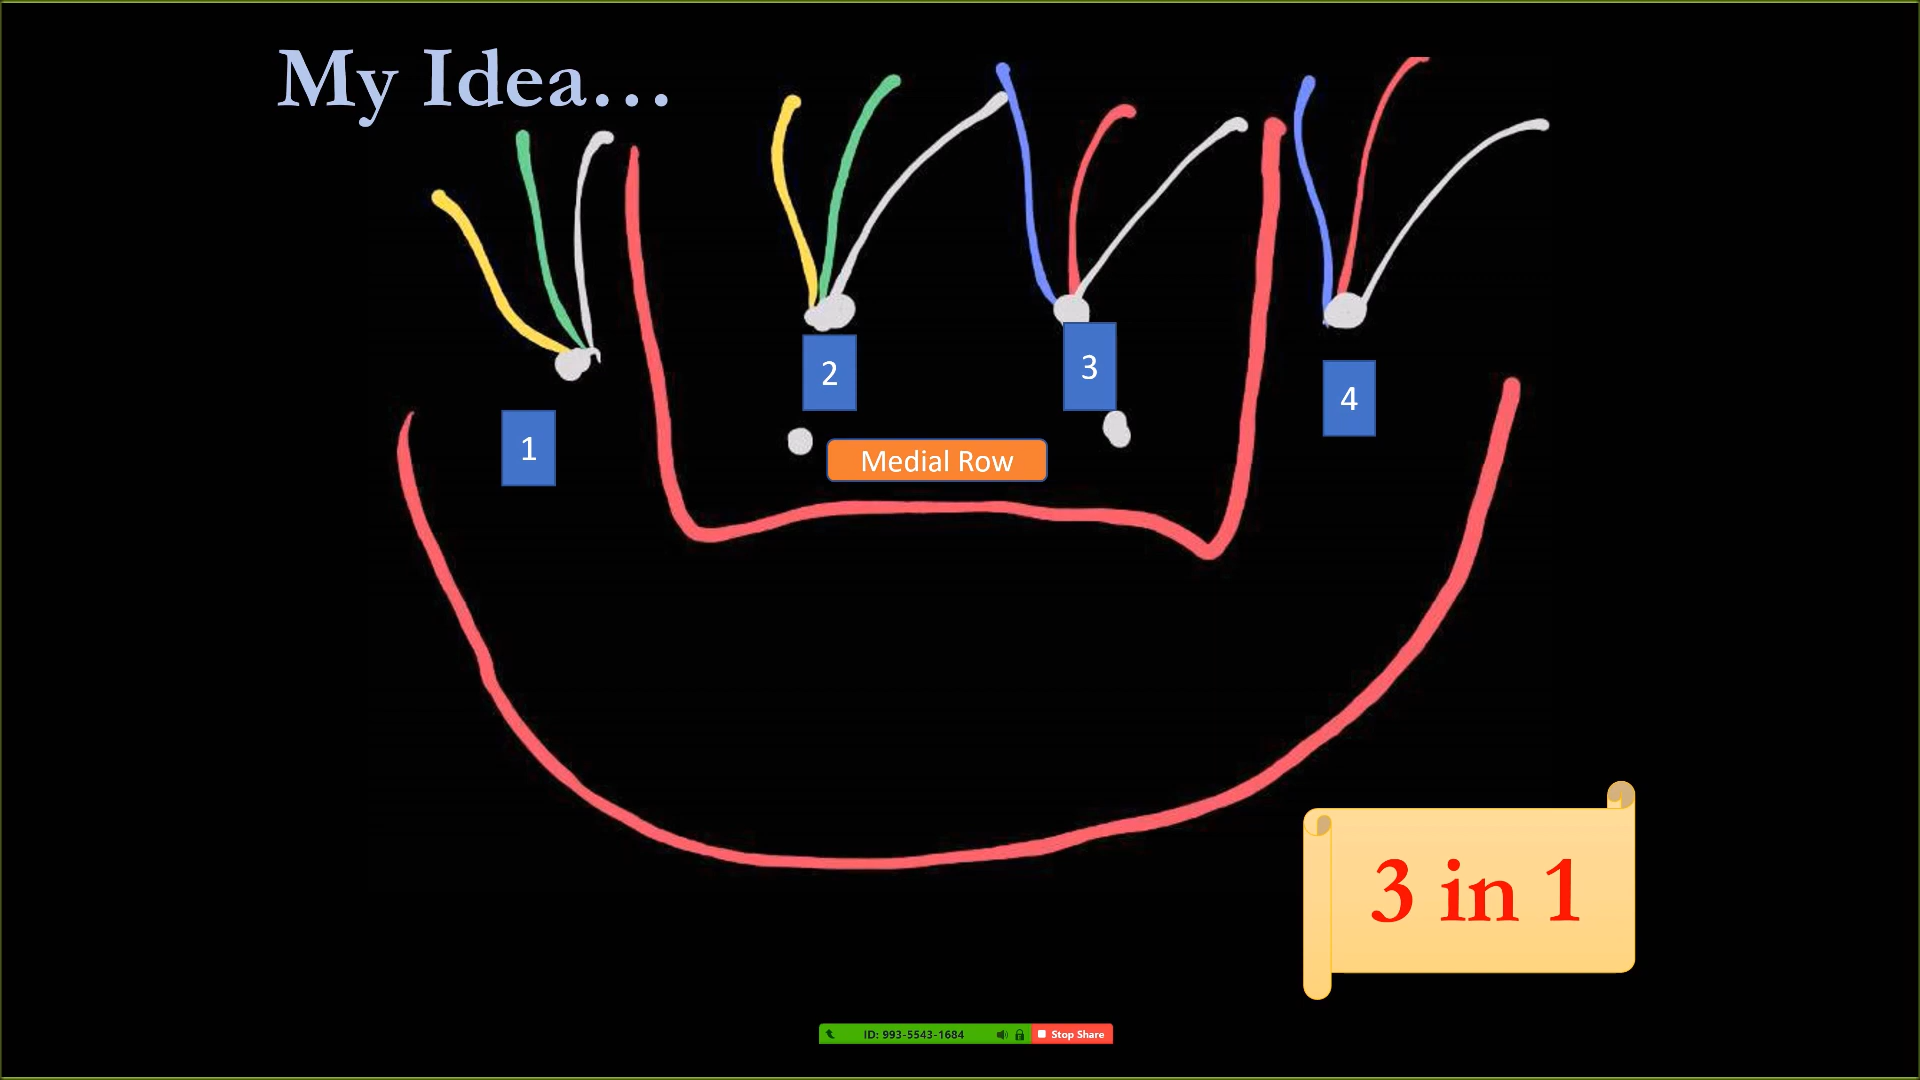 My Idea...
1
2
3
4
Medial Row
3 in 1
ID: 993-5543-1684
Stop Share